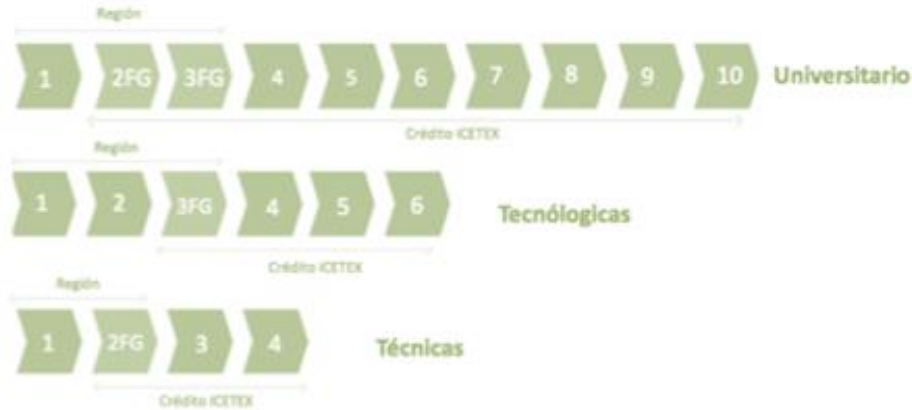 Región
1 2FG 3FG 4 5 6 7 8 9 10 Universitario
Crédito ICETEX
Región
1 2 3FG 4 5 6 Tecnólogicas
Crédito ICETEX
Región
1 2FG 3 4 Técnicas
Crédito ICETEX